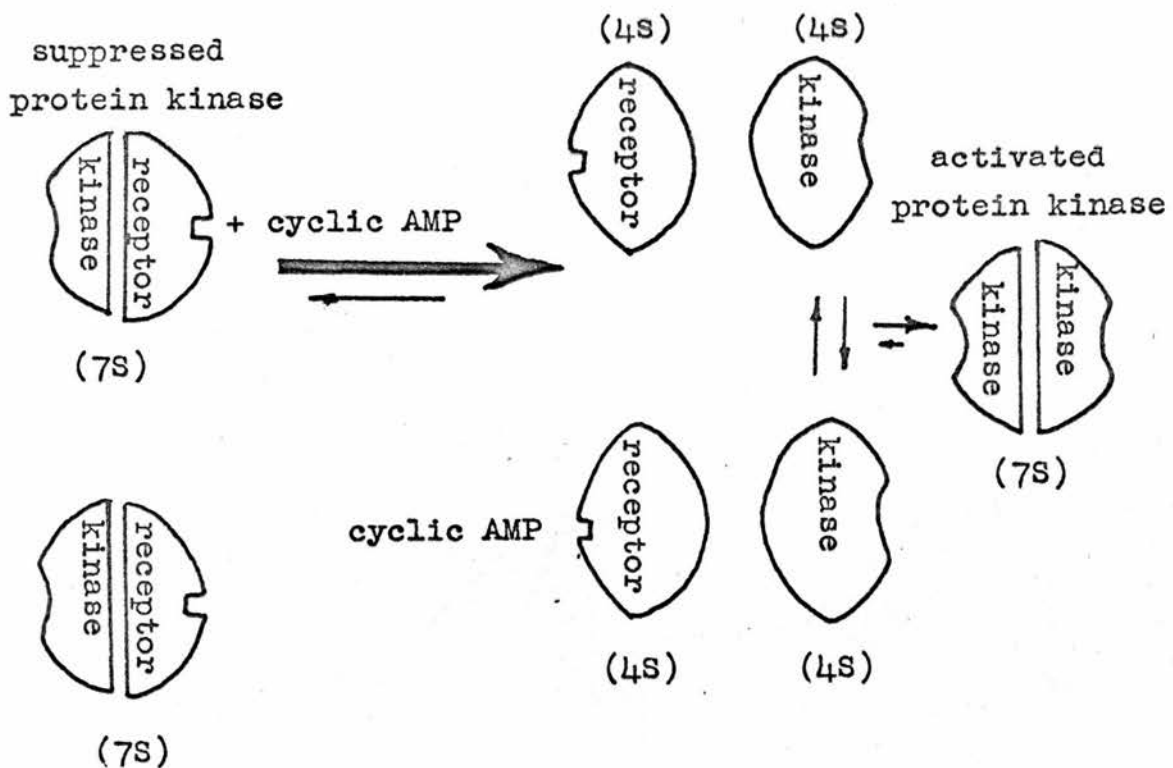 suppressed
protein kinase
kinase
receptor
+ cyclic AMP
(7S)
(4S)
(4S)
receptor
kinase
activated
protein kinase
kinase
kinase
(7S)
kinase
receptor
(7S)
cyclic AMP
receptor
kinase
(4S)
(4S)